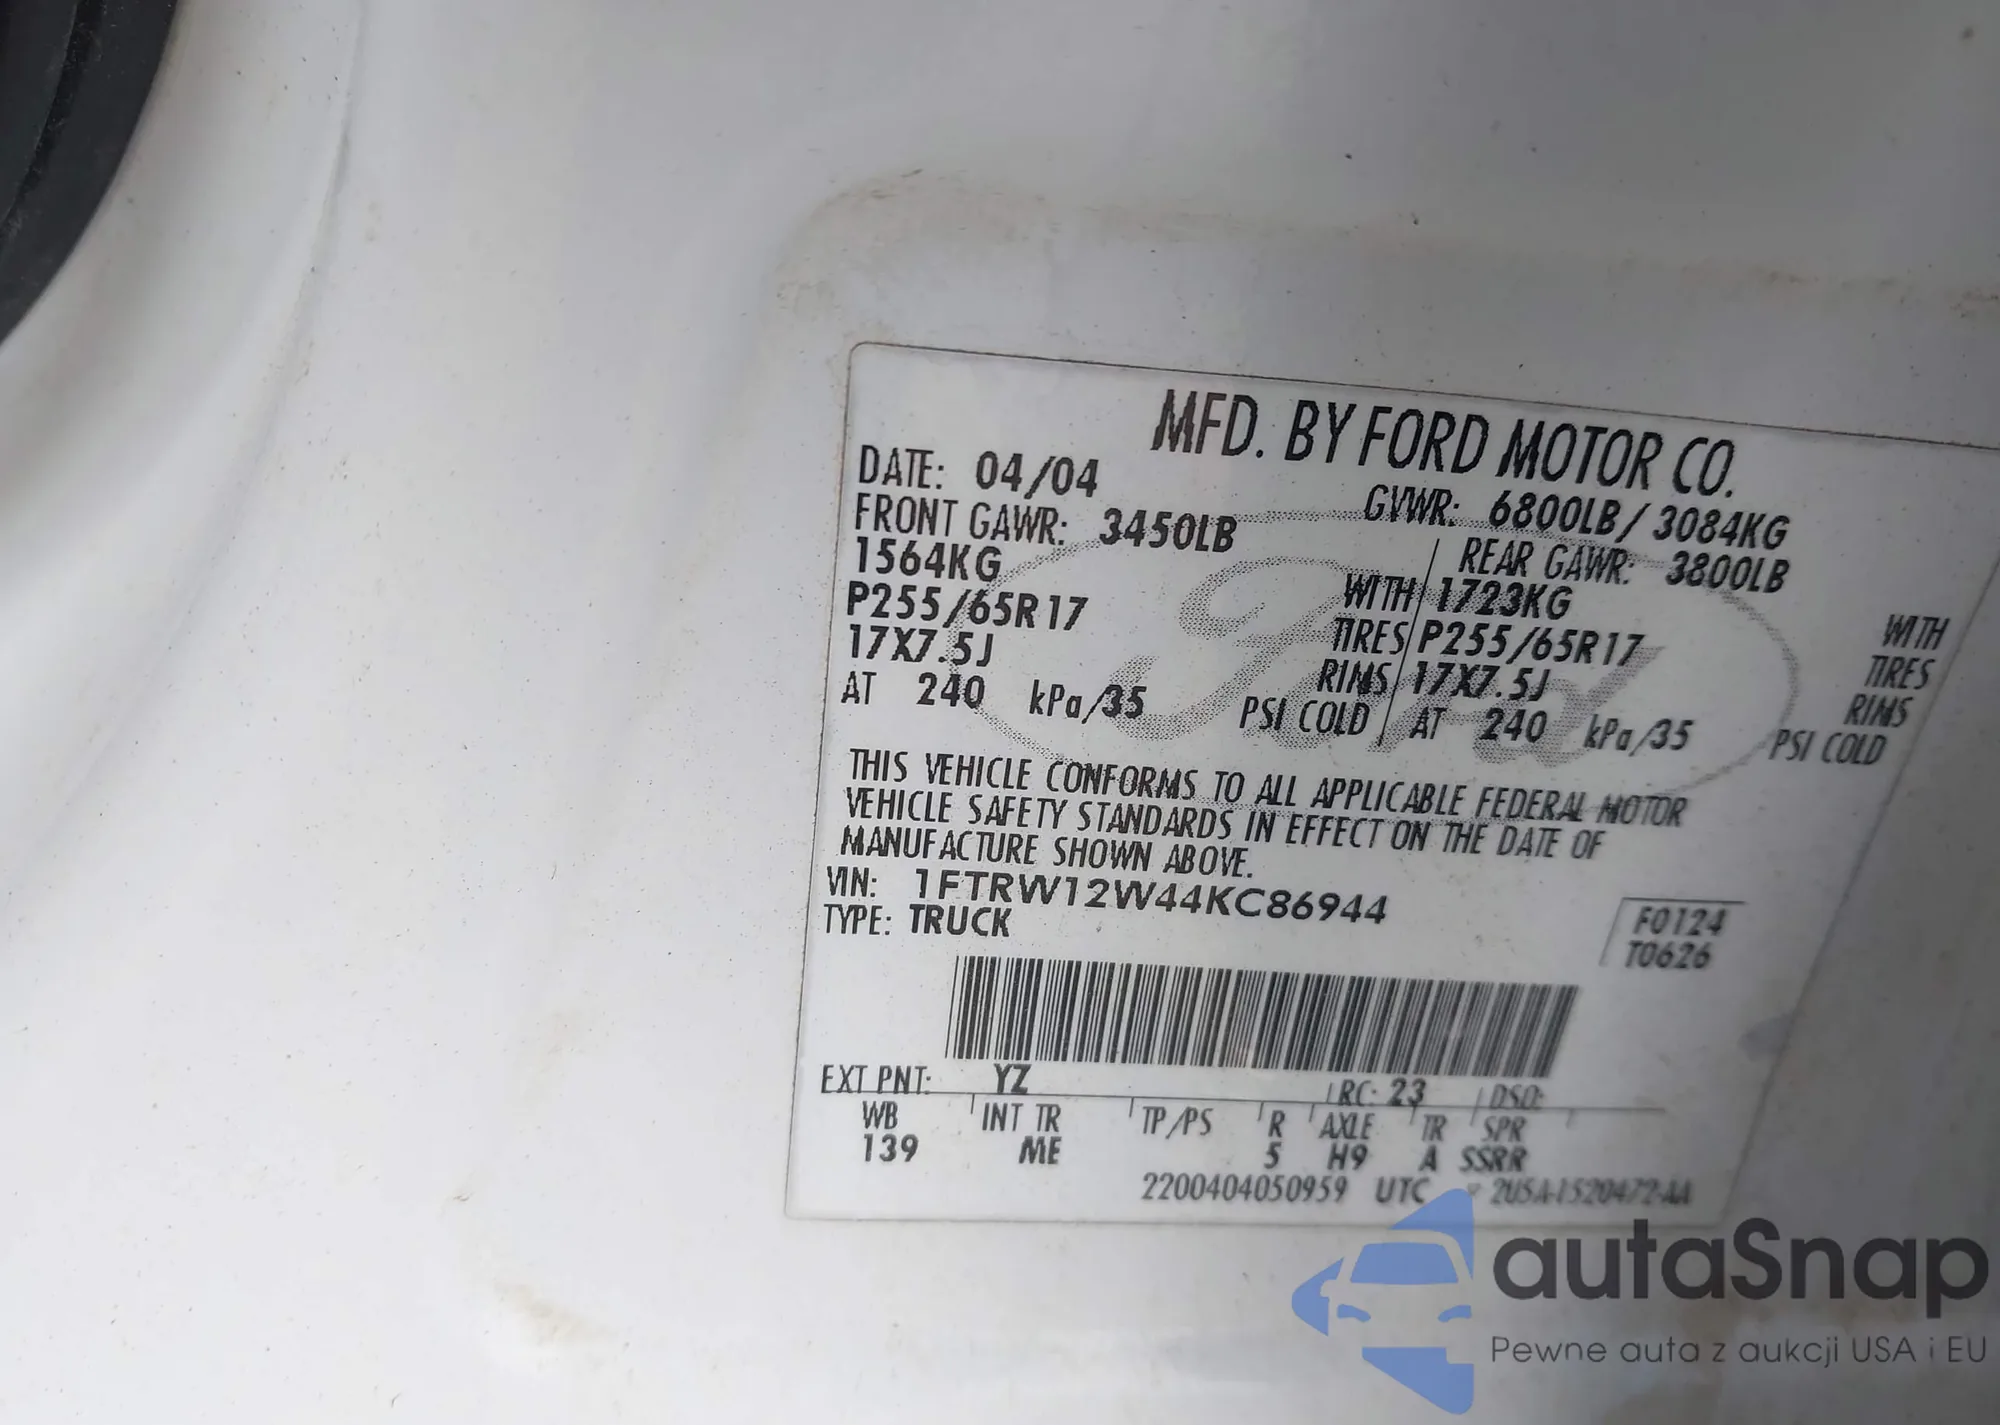 MFD. BY FORD MOTOR CO.
DATE: 04/04 GVWR: 6800LB/3084KG
FRONT GAWR: 3450LB REAR GAWR: 3800LB
1564KG WITH 1723KG WITH
P255/65R17 TIRES P255/65R17 TIRES
17X7.5J RIMS 17X7.5J RIMS
AT 240 kPa/35 PSI COLD AT 240 kPa/35 PSI COLD
Ford
THIS VEHICLE CONFORMS TO ALL APPLICABLE FEDERAL MOTOR
VEHICLE SAFETY STANDARDS IN EFFECT ON THE DATE OF
MANUFACTURE SHOWN ABOVE.
VIN: 1FTRW12W44KC86944
TYPE: TRUCK
F0124
T0626
EXT PNT: YZ RC: 23 DSO:
WB INT TR TP/PS R AXLE TR SPR
139 ME 5 H9 A SSRR
2200404050959 UTC 2U5A-1520472-AA
autaSnap
Pewne auta z aukcji USA i EU